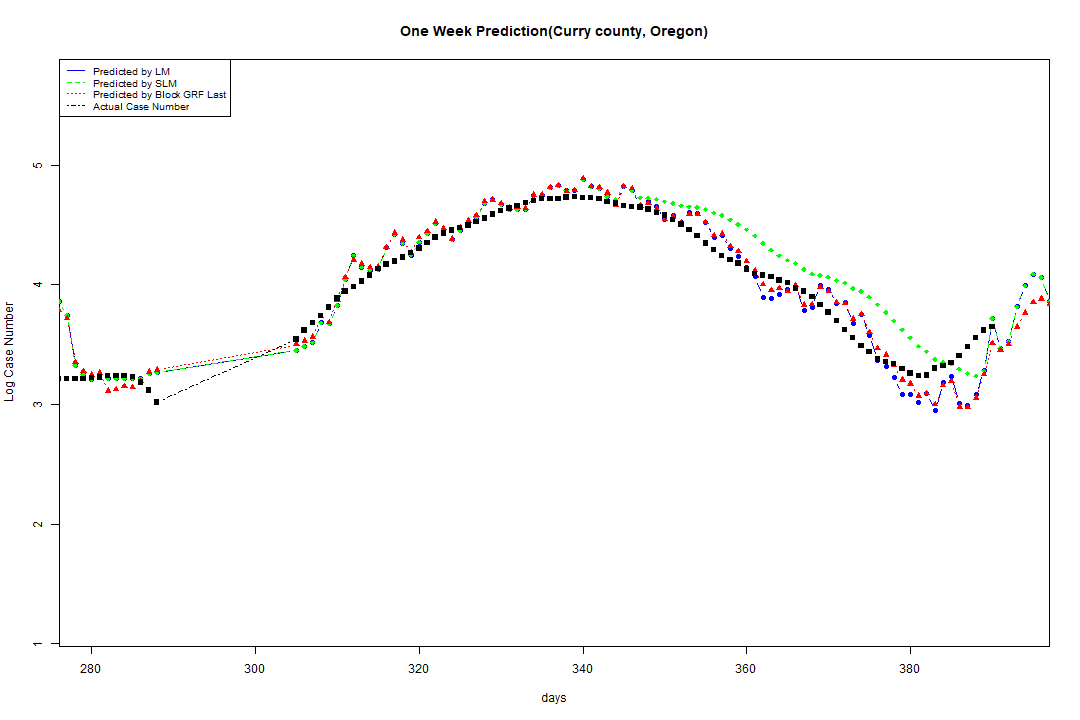 One Week Prediction(Curry county, Oregon)
Predicted by LM
Predicted by SLM
Predicted by Block GRF Last
Actual Case Number
5
4
3
2
1
Log Case Number
280 300 320 340 360 380
days